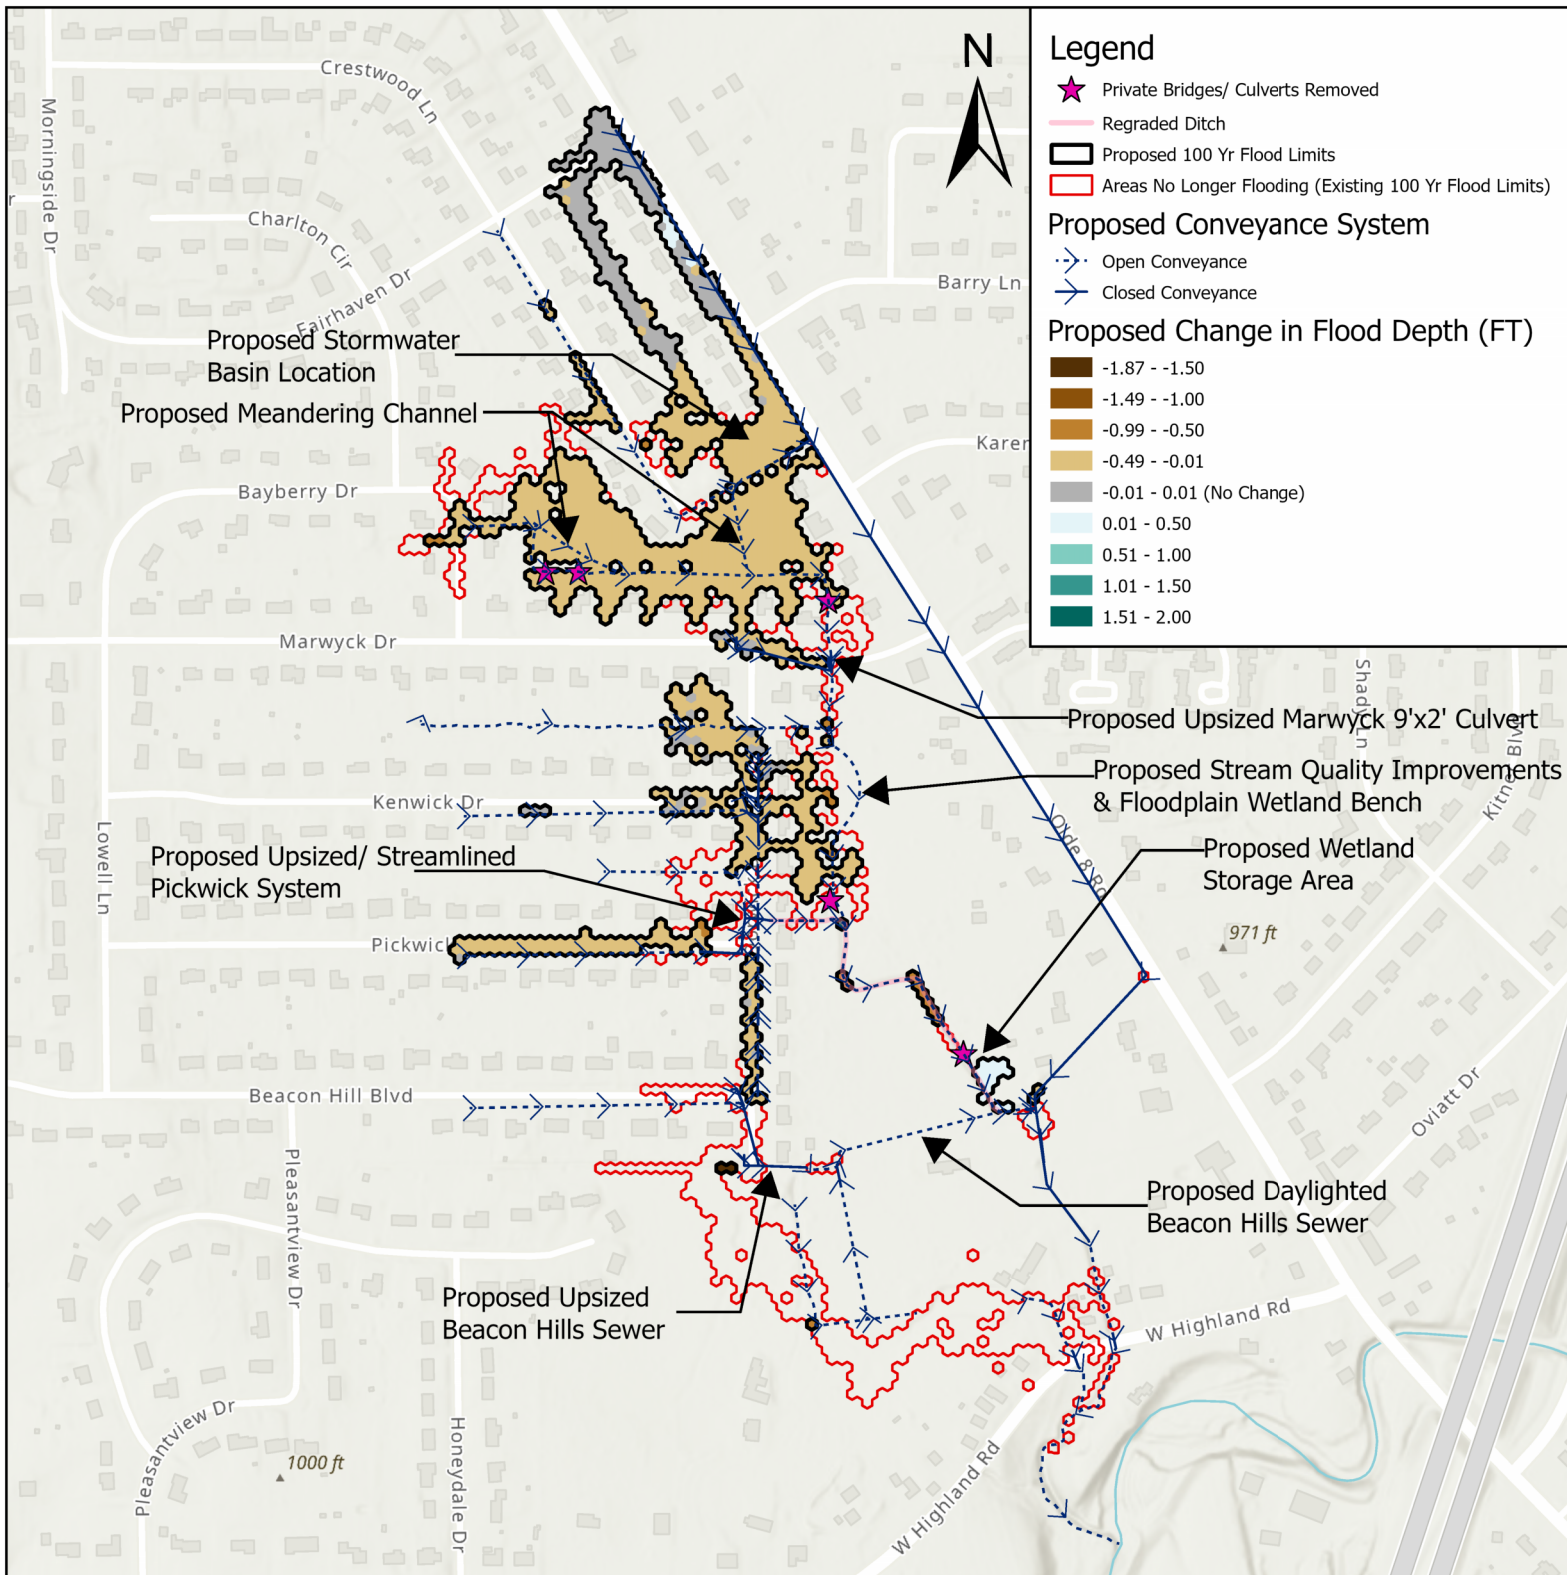 N
Legend
Private Bridges/ Culverts Removed
Regraded Ditch
Proposed 100 Yr Flood Limits
Areas No Longer Flooding (Existing 100 Yr Flood Limits)
Proposed Conveyance System
Open Conveyance
Closed Conveyance
Proposed Change in Flood Depth (FT)
-1.87 - -1.50
-1.49 - -1.00
-0.99 - -0.50
-0.49 - -0.01
-0.01 - 0.01 (No Change)
0.01 - 0.50
0.51 - 1.00
1.01 - 1.50
1.51 - 2.00
Crestwood Ln
Morningside Dr
r
Charlton Cir
Fairhaven Dr
Barry Ln
Proposed Stormwater
Basin Location
Proposed Meandering Channel
Karer
Bayberry Dr
Marwyck Dr
Shady Ln
Proposed Upsized Marwyck 9'x2' Culvert
Proposed Stream Quality Improvements
& Floodplain Wetland Bench
Kitner Blvd
Kenwick Dr
Lowell Ln
Olde 8 Rd
Proposed Upsized/ Streamlined
Pickwick System
Proposed Wetland
Storage Area
Pickwic
971 ft
Beacon Hill Blvd
Oviatt Dr
Pleasantview Dr
Proposed Daylighted
Beacon Hills Sewer
Proposed Upsized
Beacon Hills Sewer
W Highland Rd
Pleasantview Dr
1000 ft
Honeydale Dr
W Highland Rd